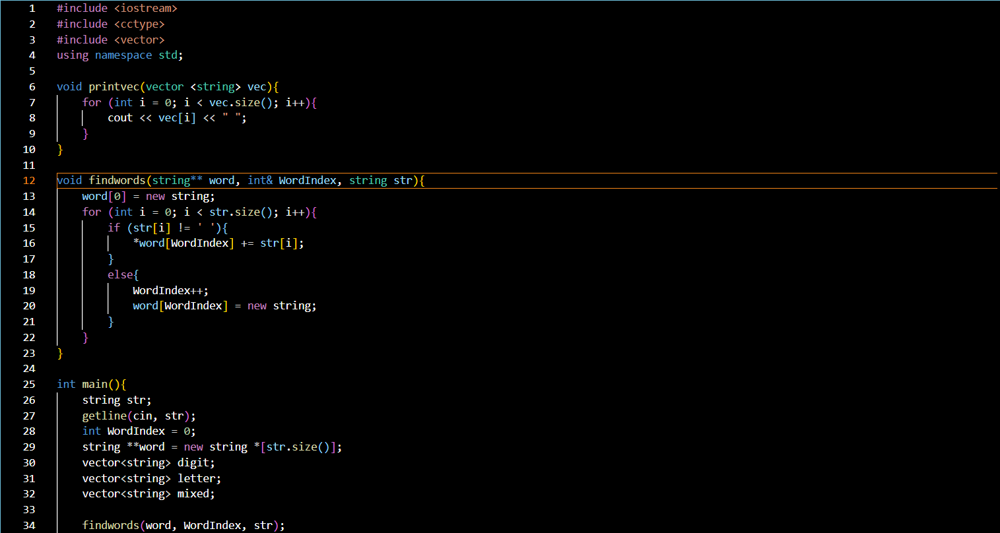 1 #include <iostream>
2 #include <cctype>
3 #include <vector>
4 using namespace std;
5
6 void printvec(vector <string> vec){
7     for (int i = 0; i < vec.size(); i++){
8         cout << vec[i] << " ";
9     }
10 }
11
12 void findwords(string** word, int& WordIndex, string str){
13     word[0] = new string;
14     for (int i = 0; i < str.size(); i++){
15         if (str[i] != ' '){
16             *word[WordIndex] += str[i];
17         }
18         else{
19             WordIndex++;
20             word[WordIndex] = new string;
21         }
22     }
23 }
24
25 int main(){
26     string str;
27     getline(cin, str);
28     int WordIndex = 0;
29     string **word = new string *[str.size()];
30     vector<string> digit;
31     vector<string> letter;
32     vector<string> mixed;
33
34     findwords(word, WordIndex, str);